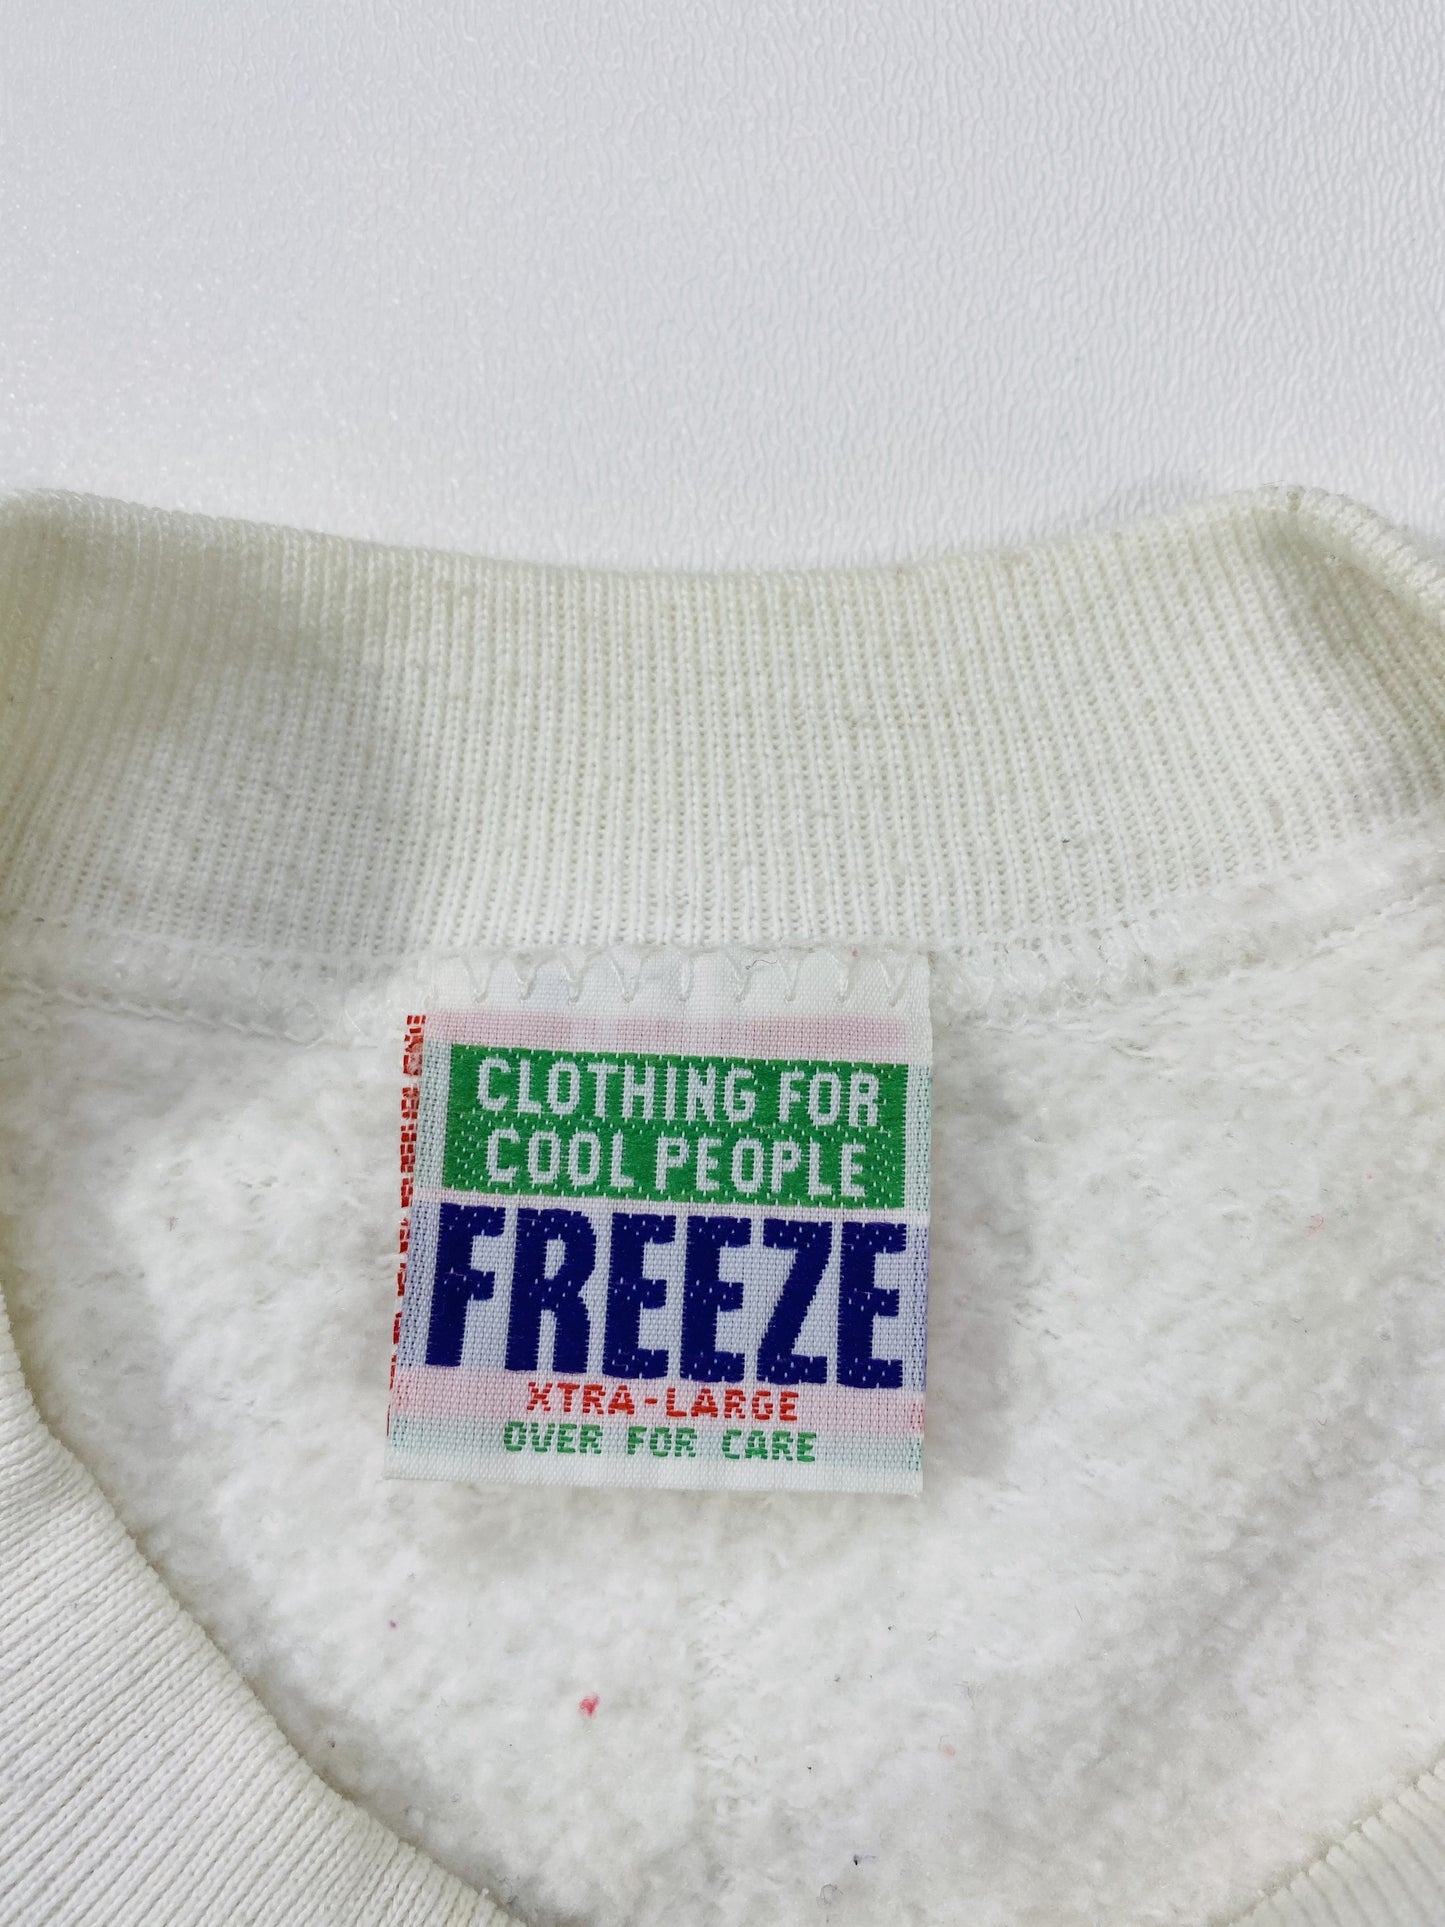 CLOTHING FOR
COOL PEOPLE
FREEZE
XTRA-LARGE
OVER FOR CARE